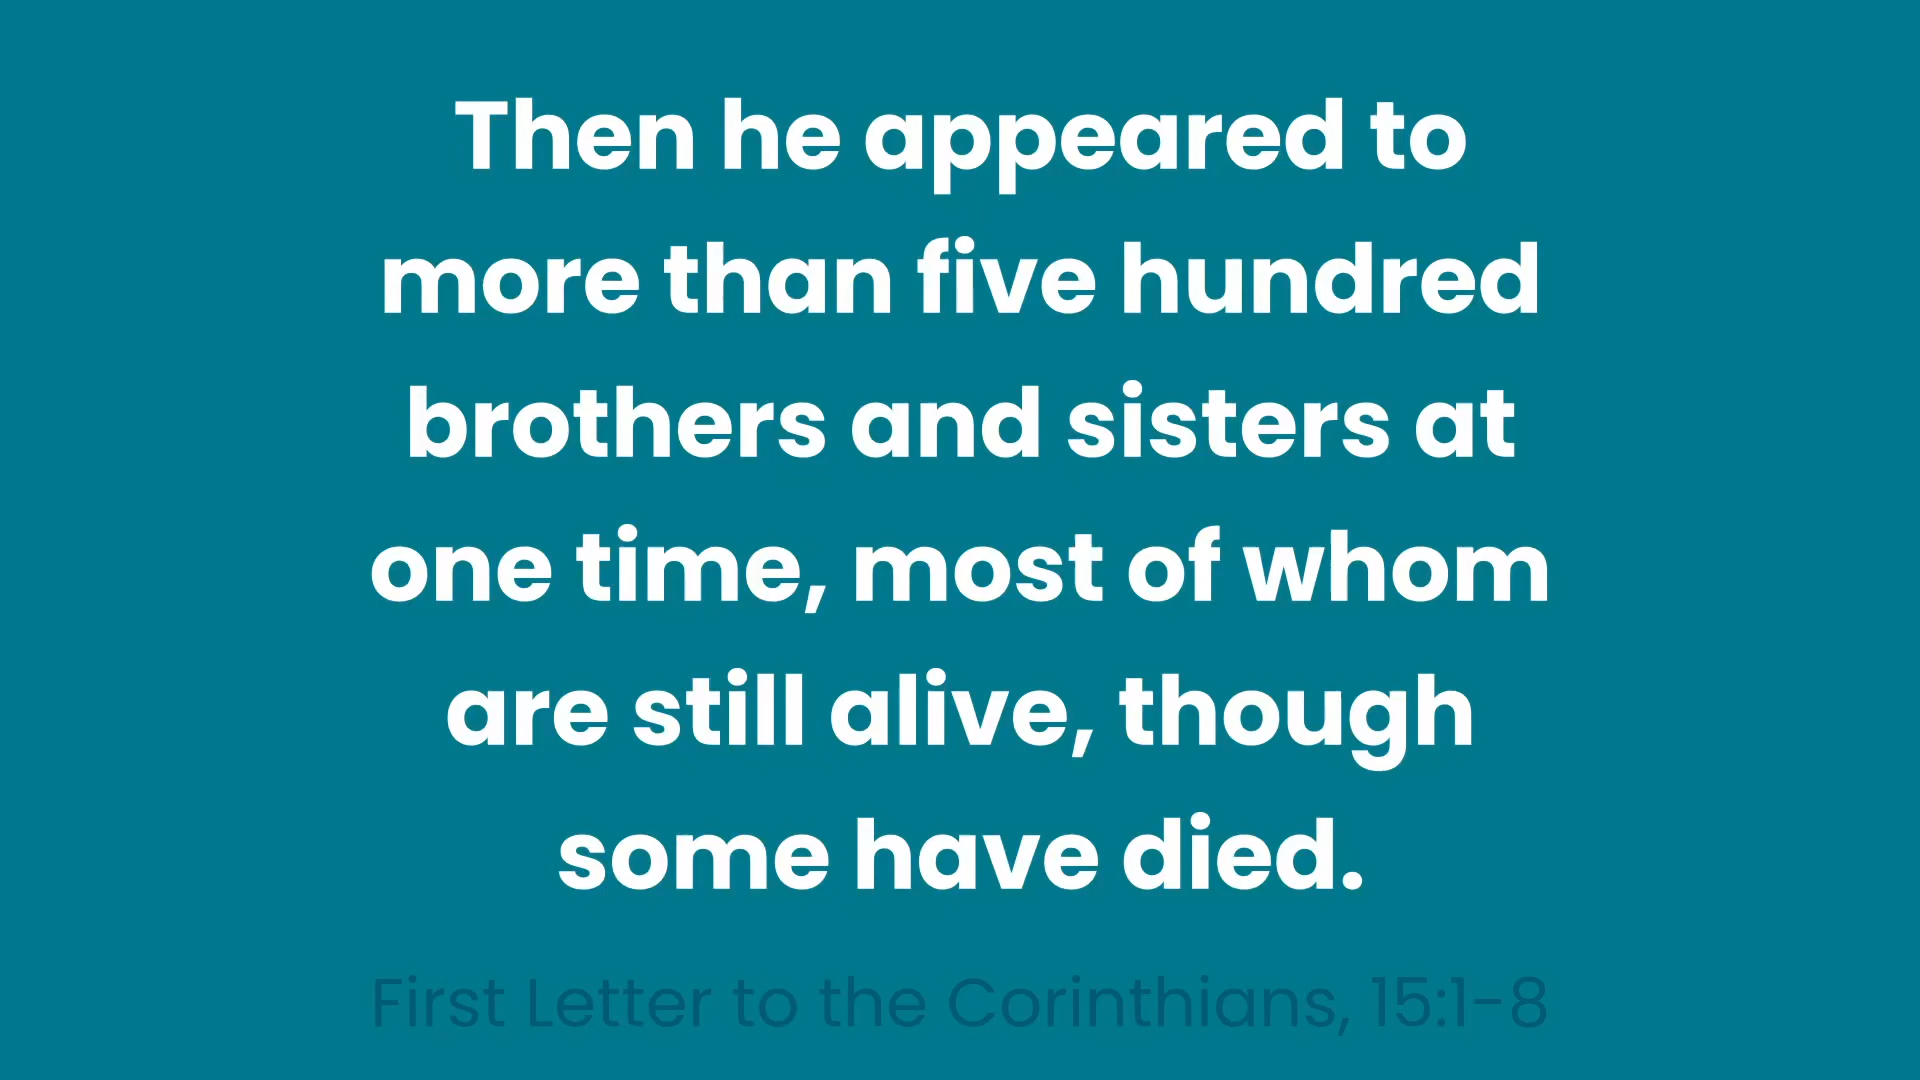 Then he appeared to
more than five hundred
brothers and sisters at
one time, most of whom
are still alive, though
some have died.
First Letter to the Corinthians, 15:1-8